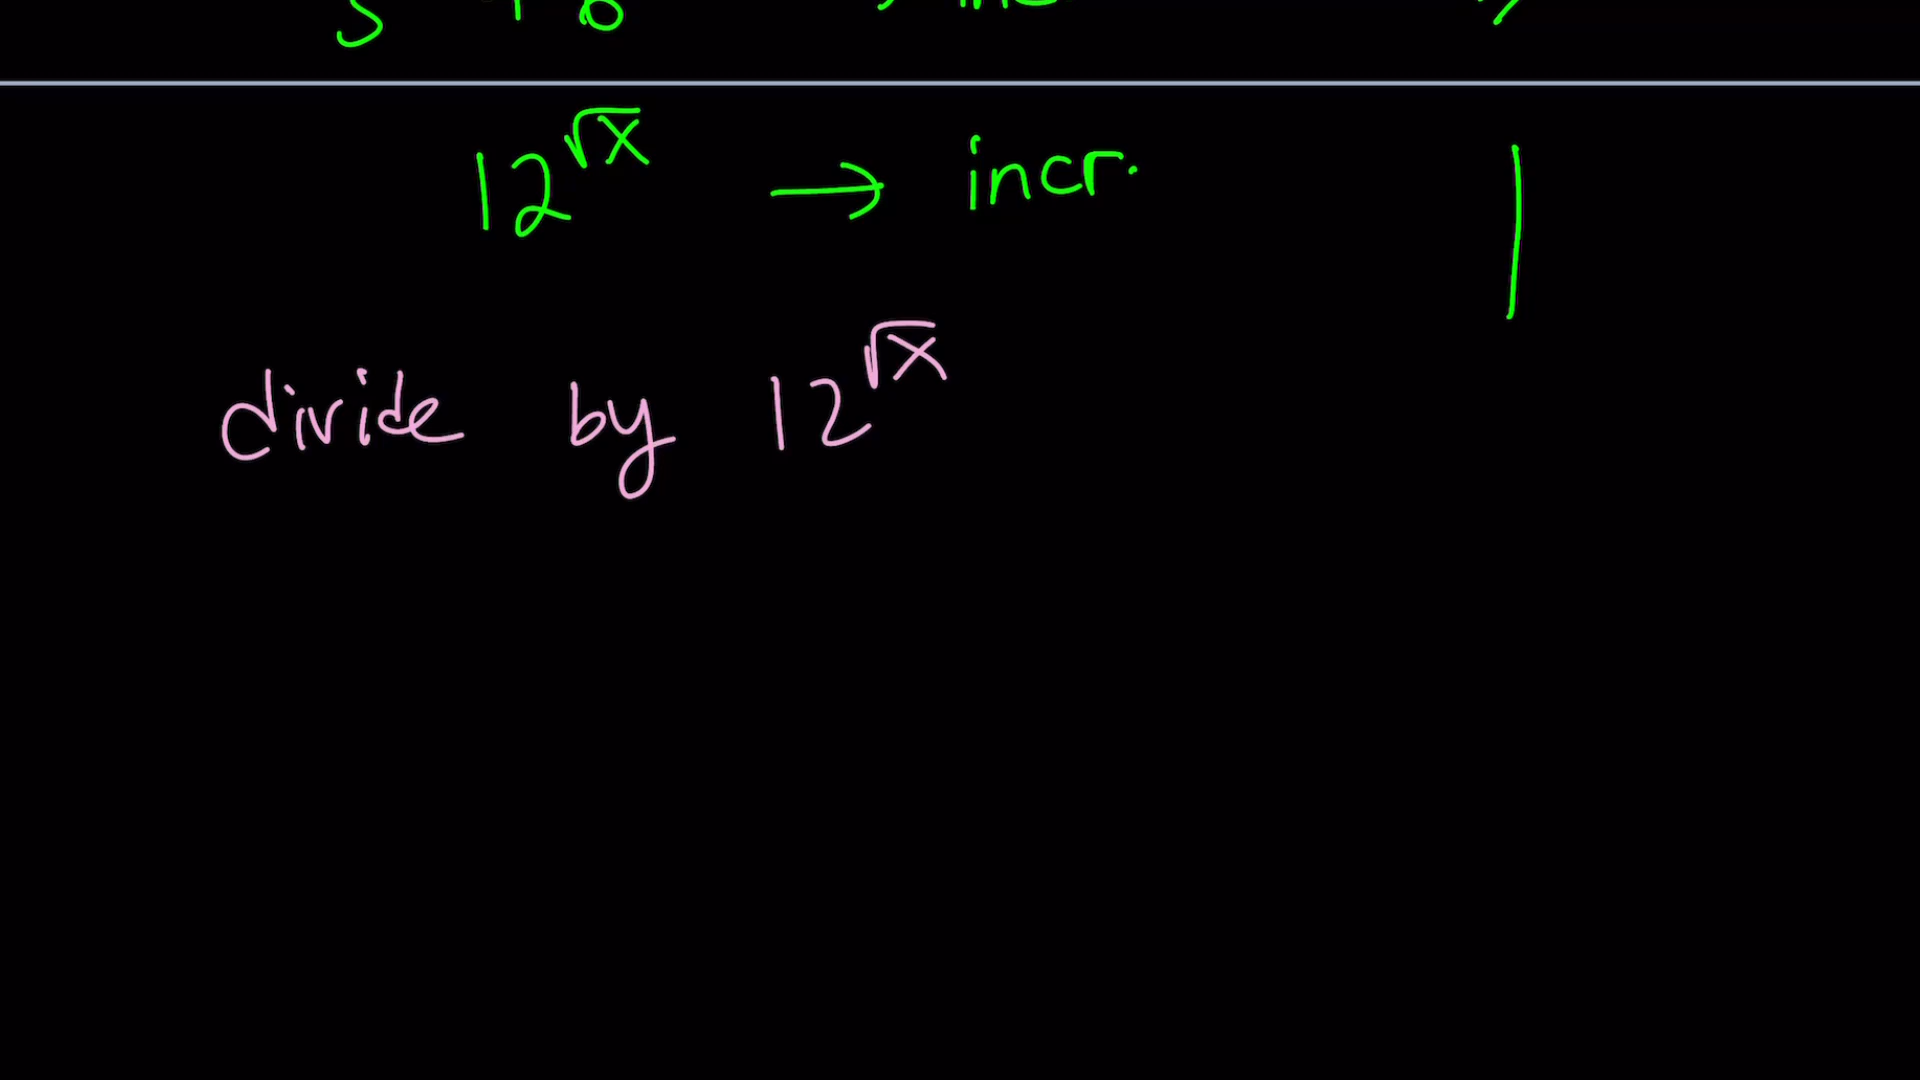 12^√x → incr.
divide by 12^√x